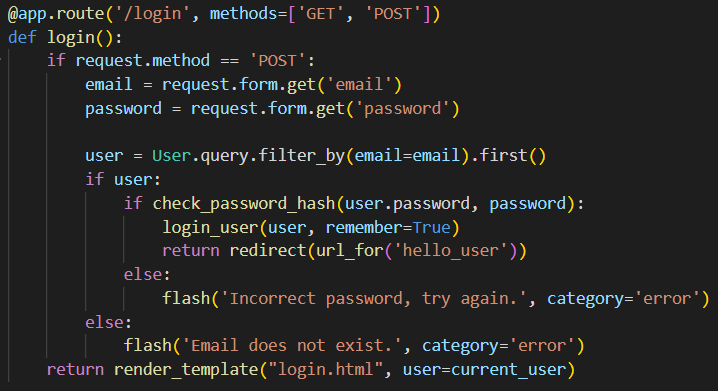 @app.route('/login', methods=['GET', 'POST'])
def login():
    if request.method == 'POST':
        email = request.form.get('email')
        password = request.form.get('password')

        user = User.query.filter_by(email=email).first()
        if user:
            if check_password_hash(user.password, password):
                login_user(user, remember=True)
                return redirect(url_for('hello_user'))
            else:
                flash('Incorrect password, try again.', category='error')
        else:
            flash('Email does not exist.', category='error')
    return render_template("login.html", user=current_user)